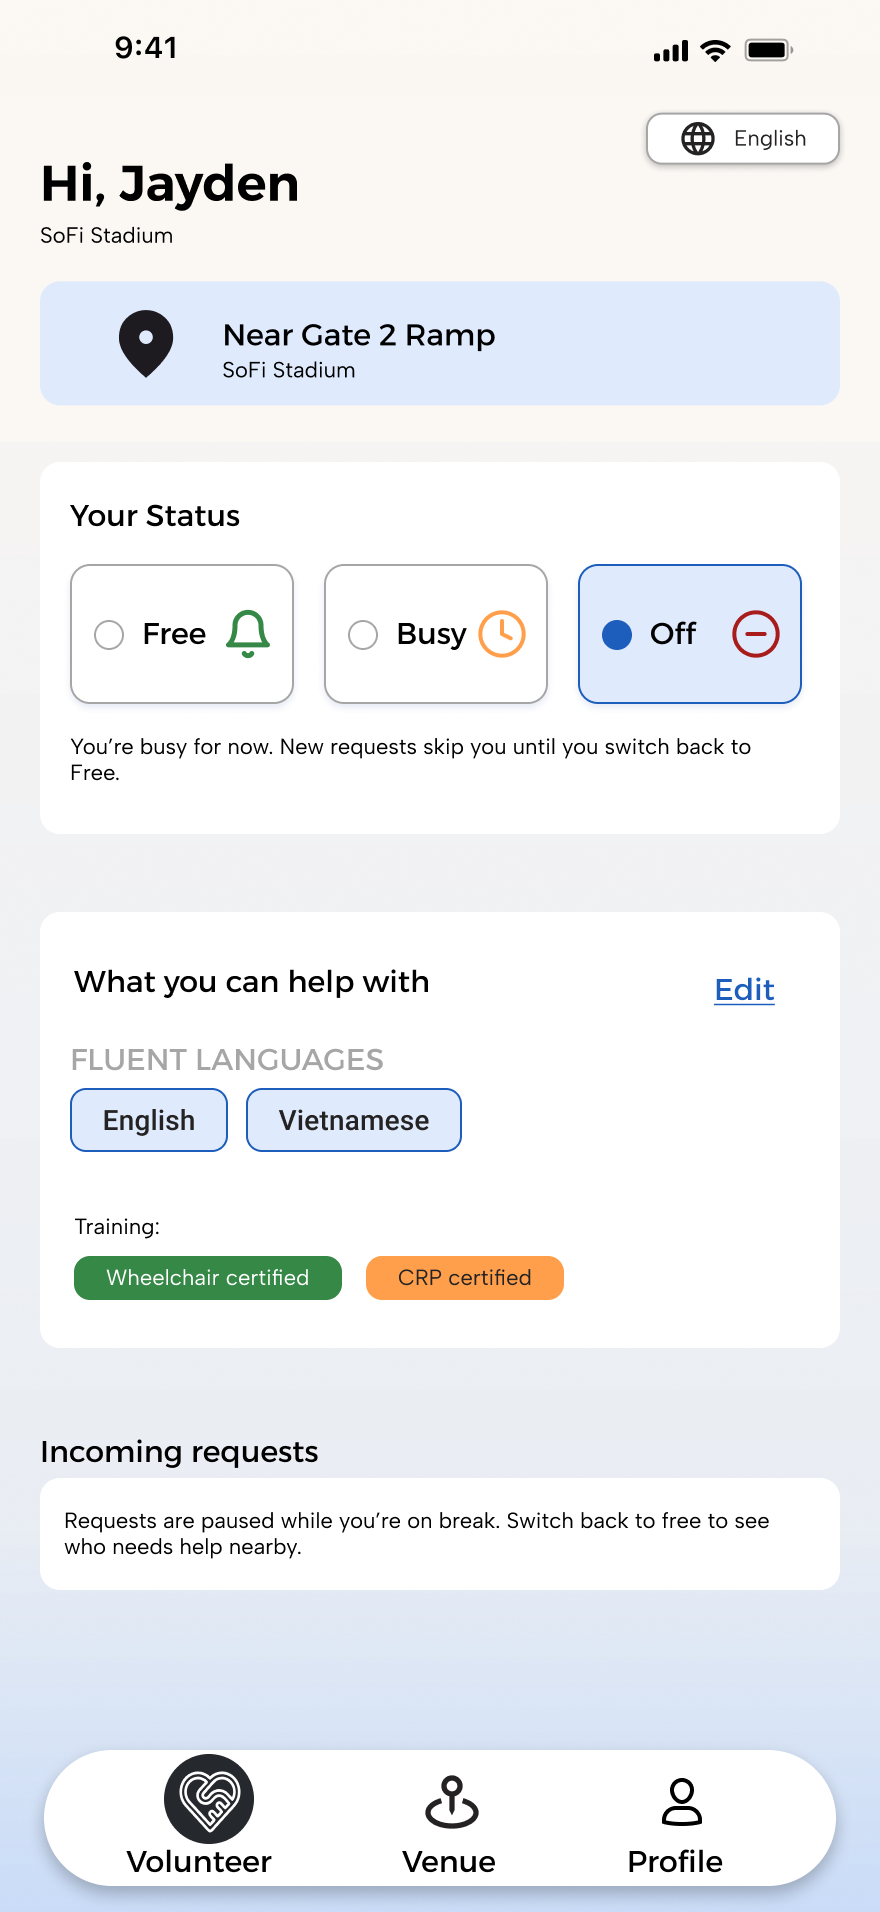 9:41
English
Hi, Jayden
SoFi Stadium
Near Gate 2 Ramp
SoFi Stadium
Your Status
Free
Busy
Off
You’re busy for now. New requests skip you until you switch back to
Free.
What you can help with
Edit
FLUENT LANGUAGES
English
Vietnamese
Training:
Wheelchair certified
CRP certified
Incoming requests
Requests are paused while you’re on break. Switch back to free to see
who needs help nearby.
Volunteer
Venue
Profile